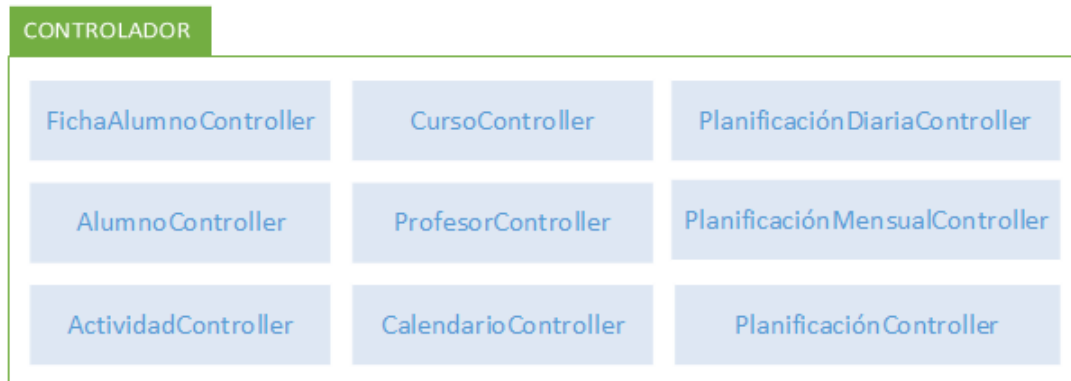 CONTROLADOR
FichaAlumnoController
CursoController
PlanificaciónDiariaController
AlumnoController
ProfesorController
PlanificaciónMensualController
ActividadController
CalendarioController
PlanificaciónController